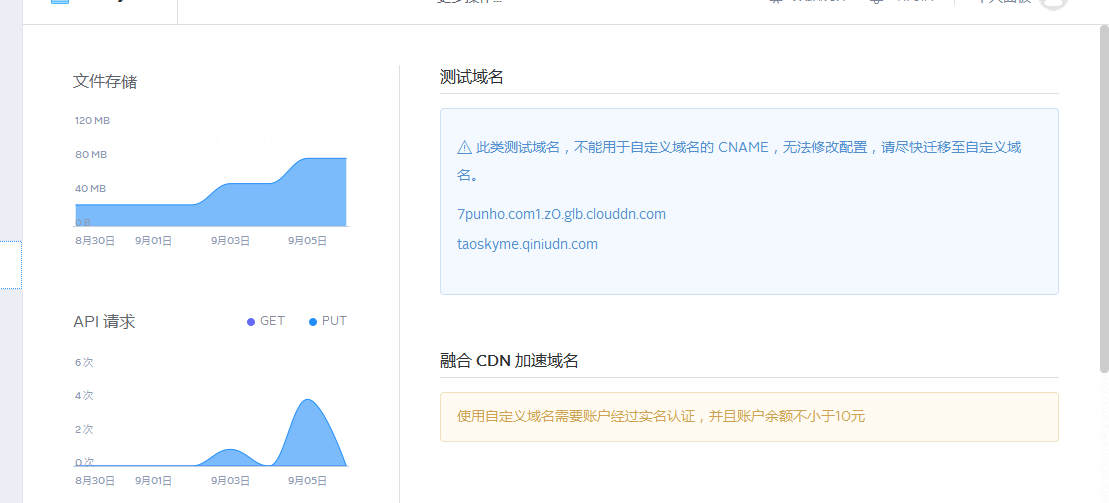 文件存储
120 MB
80 MB
40 MB
0 B
8月30日 9月01日 9月03日 9月05日
API 请求
GET PUT
6 次
4 次
2 次
0 次
8月30日 9月01日 9月03日 9月05日
测试域名
此类测试域名，不能用于自定义域名的 CNAME，无法修改配置，请尽快迁移至自定义域
名。
7punho.com1.z0.glb.clouddn.com
taoskyme.qiniudn.com
融合 CDN 加速域名
使用自定义域名需要账户经过实名认证，并且账户余额不小于10元